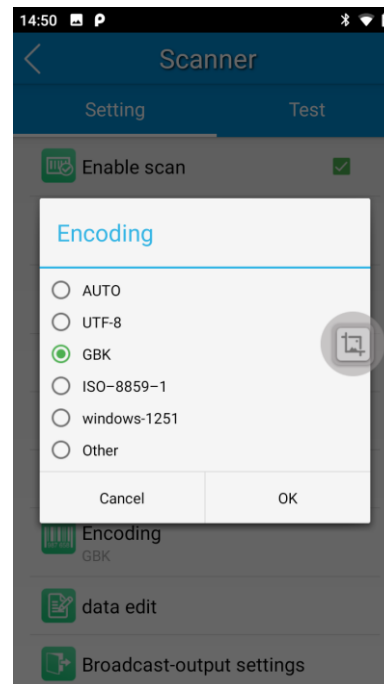 14:50
Scanner
Setting Test
Enable scan
Encoding
AUTO
UTF-8
GBK
ISO-8859-1
windows-1251
Other
Cancel OK
Encoding
GBK
data edit
Broadcast-output settings